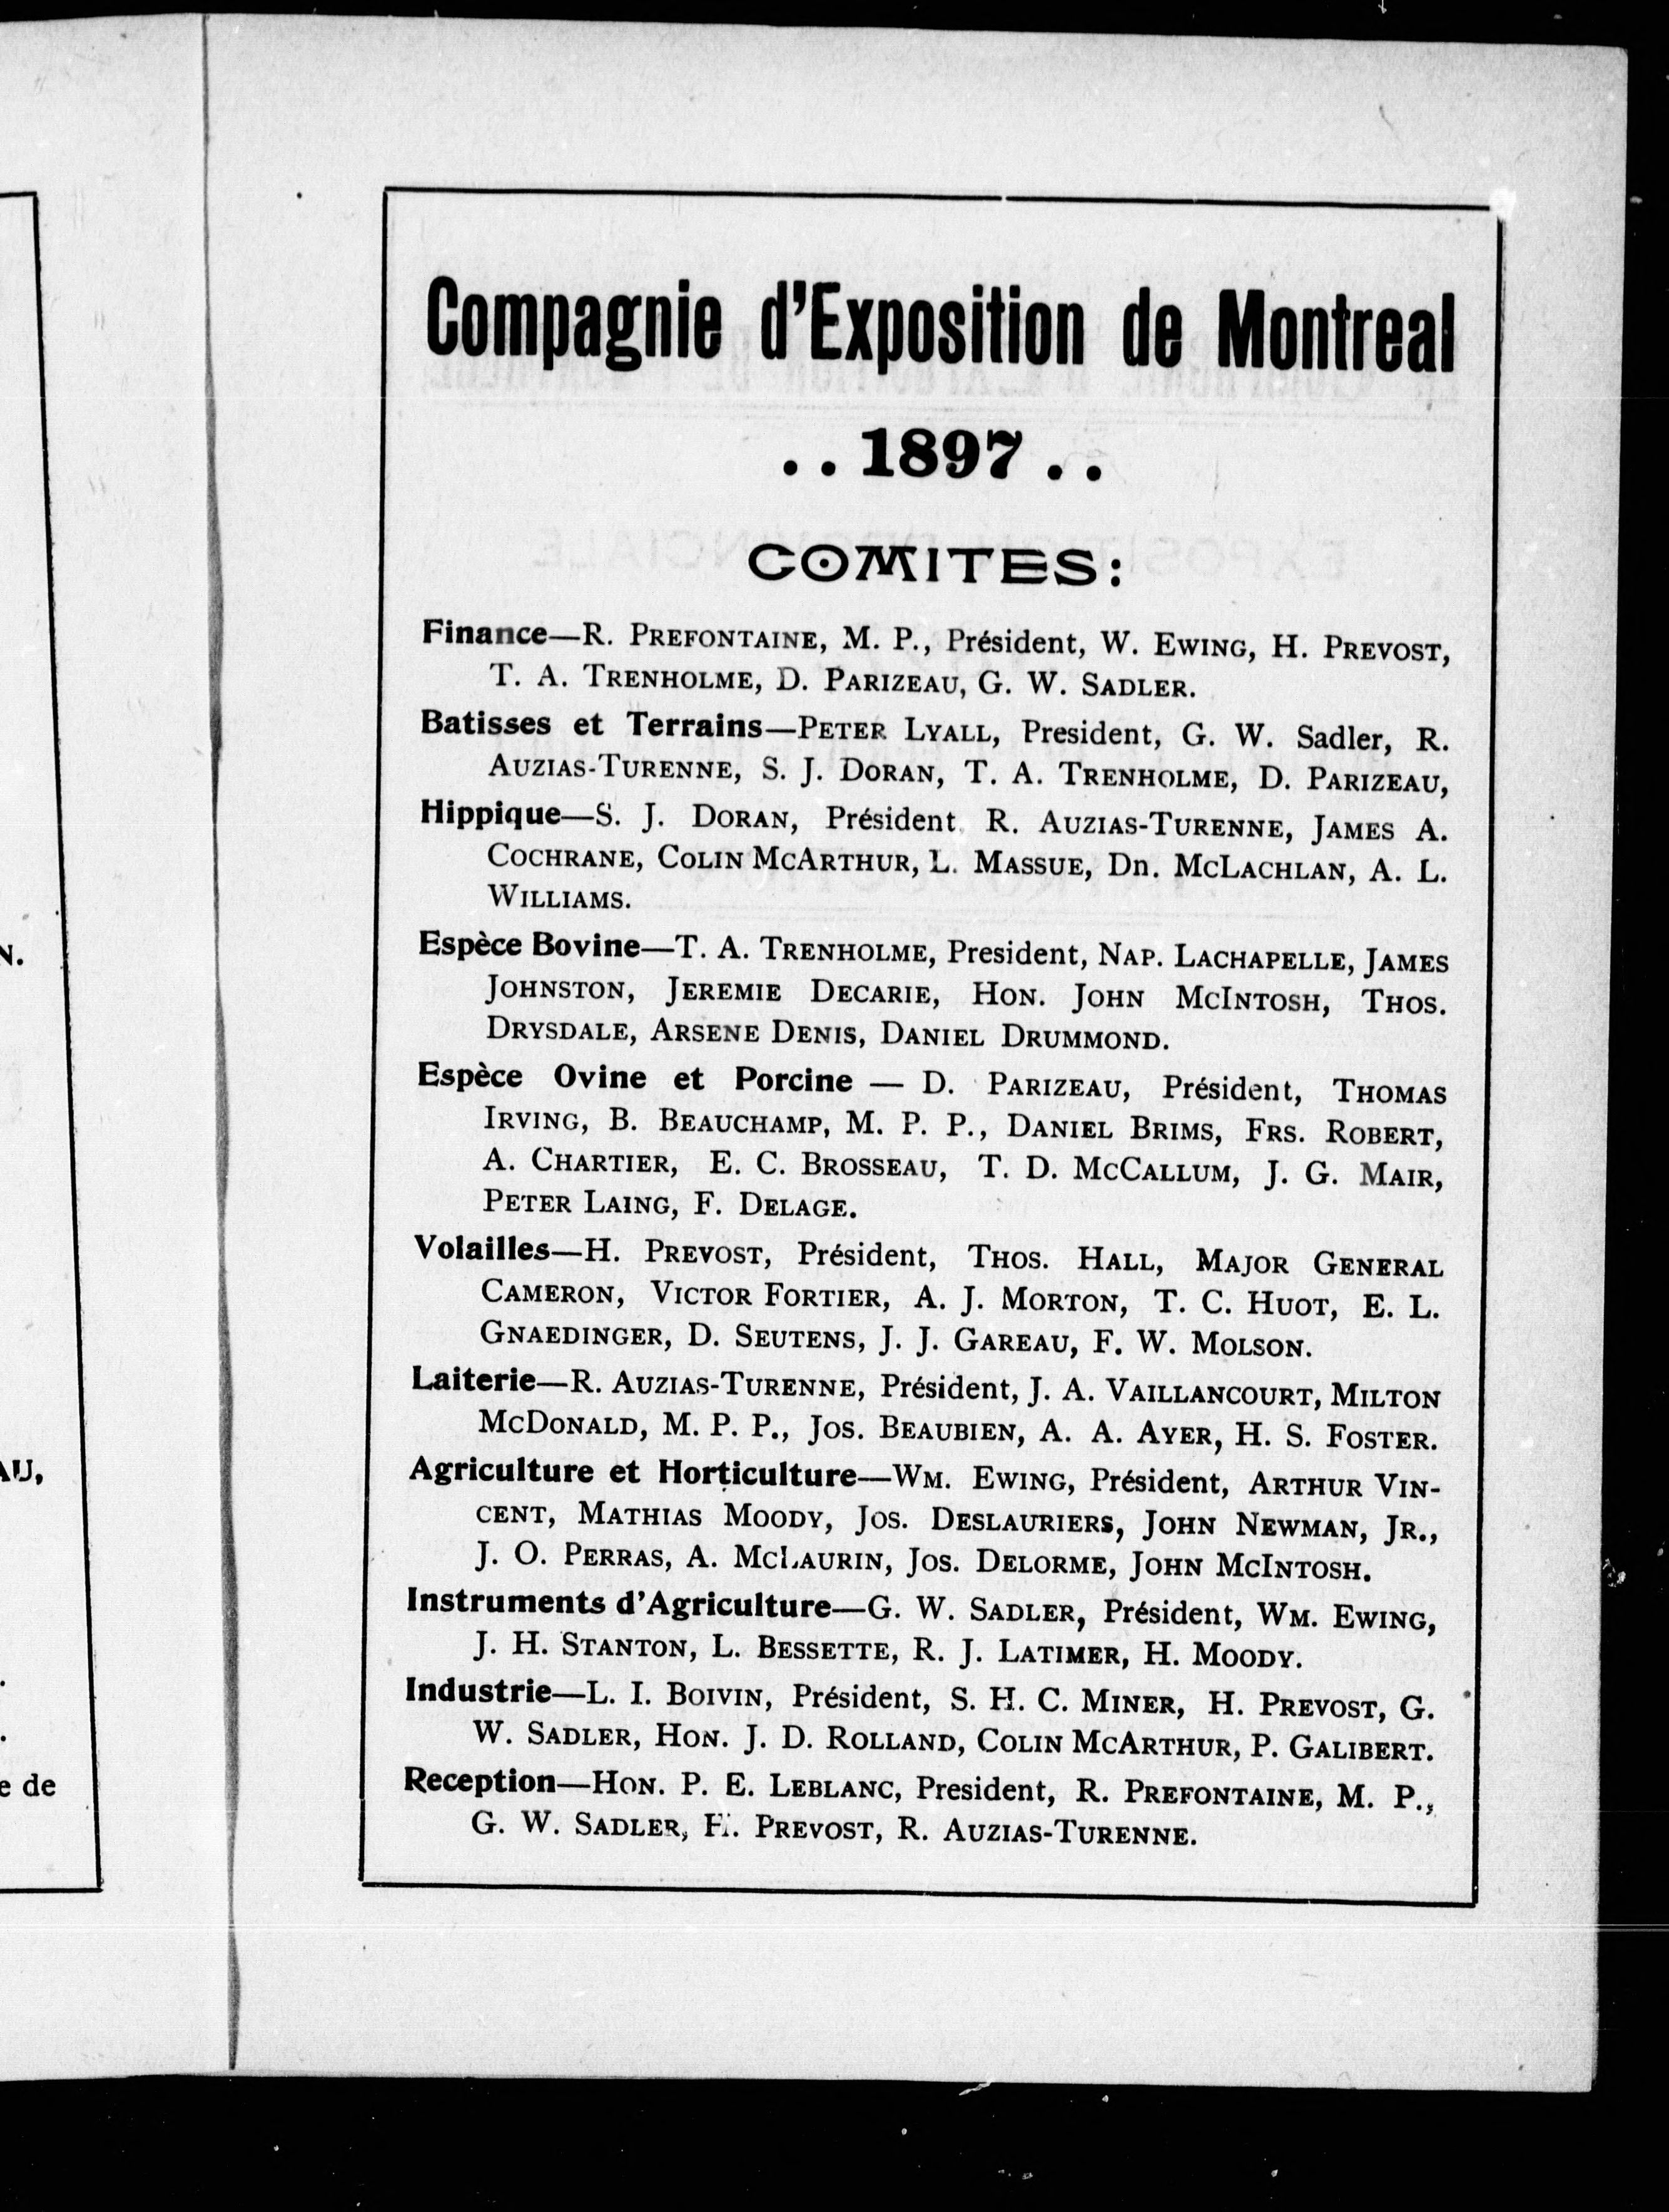 Compagnie d'Exposition de Montreal
. . 1897 . .
COMITES:
Finance—R. PREFONTAINE, M. P., Président, W. EWING, H. PREVOST,
T. A. TRENHOLME, D. PARIZEAU, G. W. SADLER.
Batisses et Terrains—PETER LYALL, President, G. W. Sadler, R.
AUZIAS-TURENNE, S. J. DORAN, T. A. TRENHOLME, D. PARIZEAU,
Hippique—S. J. DORAN, Président, R. AUZIAS-TURENNE, JAMES A.
COCHRANE, COLIN MCARTHUR, L. MASSUE, Dn. MCLACHLAN, A. L.
WILLIAMS.
Espèce Bovine—T. A. TRENHOLME, President, NAP. LACHAPELLE, JAMES
JOHNSTON, JEREMIE DECARIE, HON. JOHN MCINTOSH, THOS.
DRYSDALE, ARSENE DENIS, DANIEL DRUMMOND.
Espèce Ovine et Porcine — D. PARIZEAU, Président, THOMAS
IRVING, B. BEAUCHAMP, M. P. P., DANIEL BRIMS, FRS. ROBERT,
A. CHARTIER, E. C. BROSSEAU, T. D. MCCALLUM, J. G. MAIR,
PETER LAING, F. DELAGE.
Volailles—H. PREVOST, Président, THOS. HALL, MAJOR GENERAL
CAMERON, VICTOR FORTIER, A. J. MORTON, T. C. HUOT, E. L.
GNAEDINGER, D. SEUTENS, J. J. GAREAU, F. W. MOLSON.
Laiterie—R. AUZIAS-TURENNE, Président, J. A. VAILLANCOURT, MILTON
MCDONALD, M. P. P., JOS. BEAUBIEN, A. A. AYER, H. S. FOSTER.
Agriculture et Horticulture—WM. EWING, Président, ARTHUR VIN-
CENT, MATHIAS MOODY, JOS. DESLAURIERS, JOHN NEWMAN, JR.,
J. O. PERRAS, A. MCLAURIN, JOS. DELORME, JOHN MCINTOSH.
Instruments d'Agriculture—G. W. SADLER, Président, WM. EWING,
J. H. STANTON, L. BESSETTE, R. J. LATIMER, H. MOODY.
Industrie—L. I. BOIVIN, Président, S. H. C. MINER, H. PREVOST, G.
W. SADLER, HON. J. D. ROLLAND, COLIN MCARTHUR, P. GALIBERT.
Reception—HON. P. E. LEBLANC, President, R. PREFONTAINE, M. P.,
G. W. SADLER, H. PREVOST, R. AUZIAS-TURENNE.